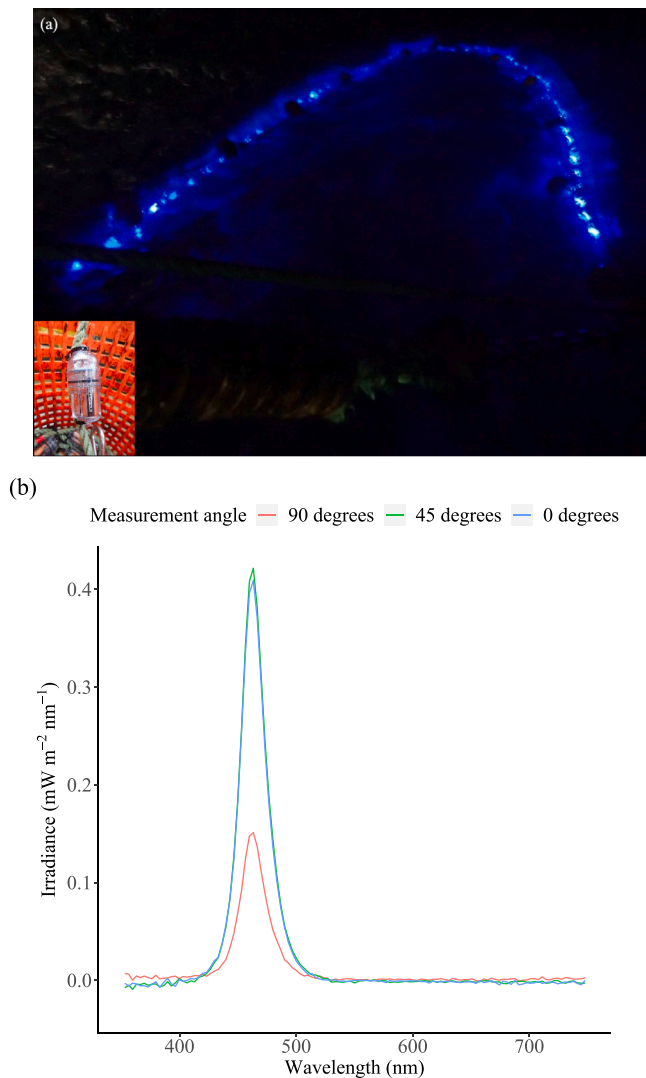 (a)
(b)
Measurement angle 90 degrees 45 degrees 0 degrees
Irradiance (mW m⁻² nm⁻¹)
0.4
0.3
0.2
0.1
0.0
400 500 600 700
Wavelength (nm)